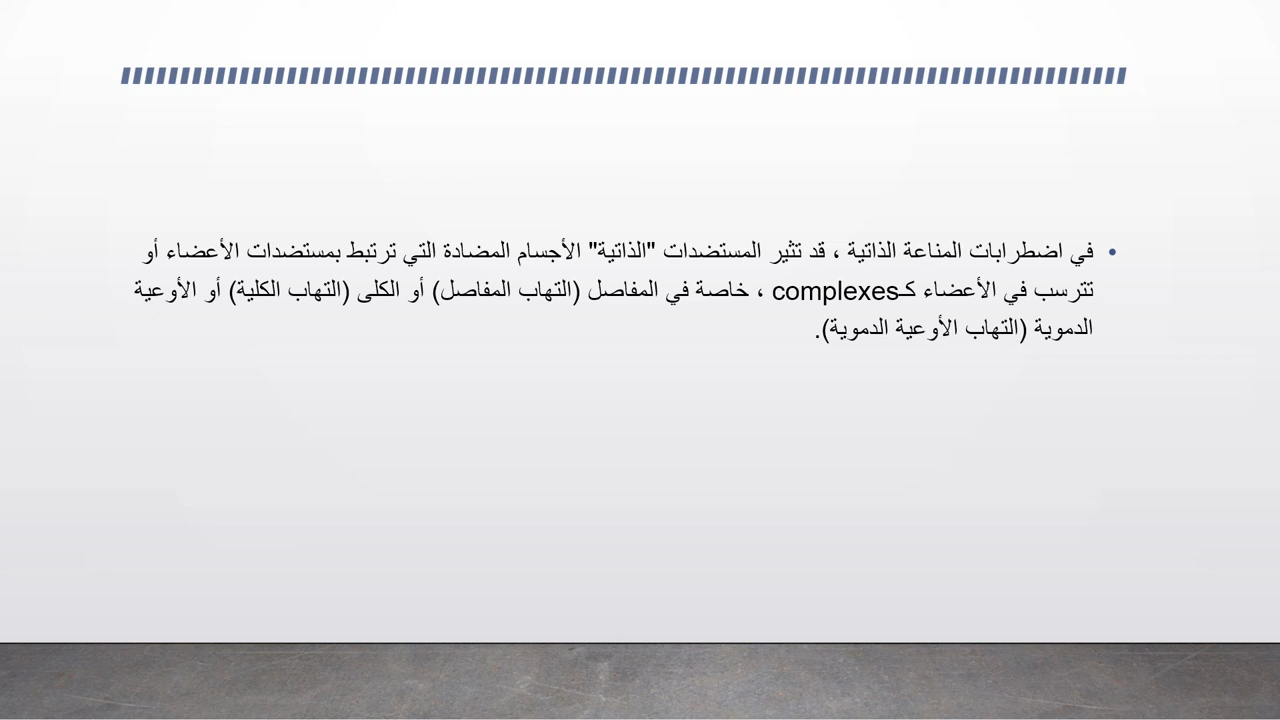 • في اضطرابات المناعة الذاتية ، قد تثير المستضدات "الذاتية" الأجسام المضادة التي ترتبط بمستضدات الأعضاء أو
تترسب في الأعضاء كـcomplexes ، خاصة في المفاصل (التهاب المفاصل) أو الكلى (التهاب الكلية) أو الأوعية
الدموية (التهاب الأوعية الدموية).